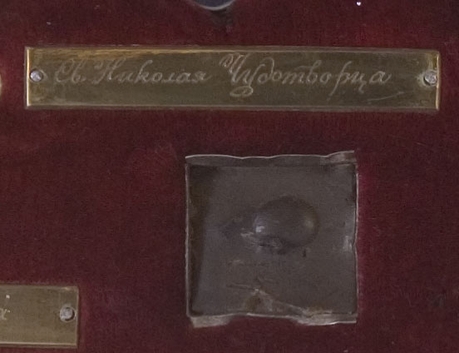 Св. Николая Чудотворца
х